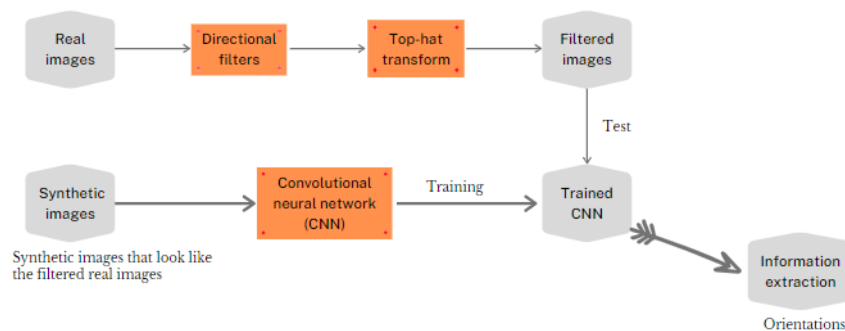 Real
images
Directional
filters
Top-hat
transform
Filtered
images
Test
Synthetic
images
Convolutional
neural network
(CNN)
Training
Trained
CNN
Synthetic images that look like
the filtered real images
Information
extraction
Orientations